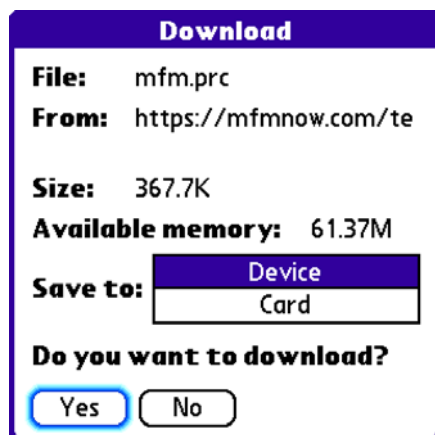 Download
File: mfm.prc
From: https://mfmnow.com/te
Size: 367.7K
Available memory: 61.37M
Save to: Device
Card
Do you want to download?
Yes No